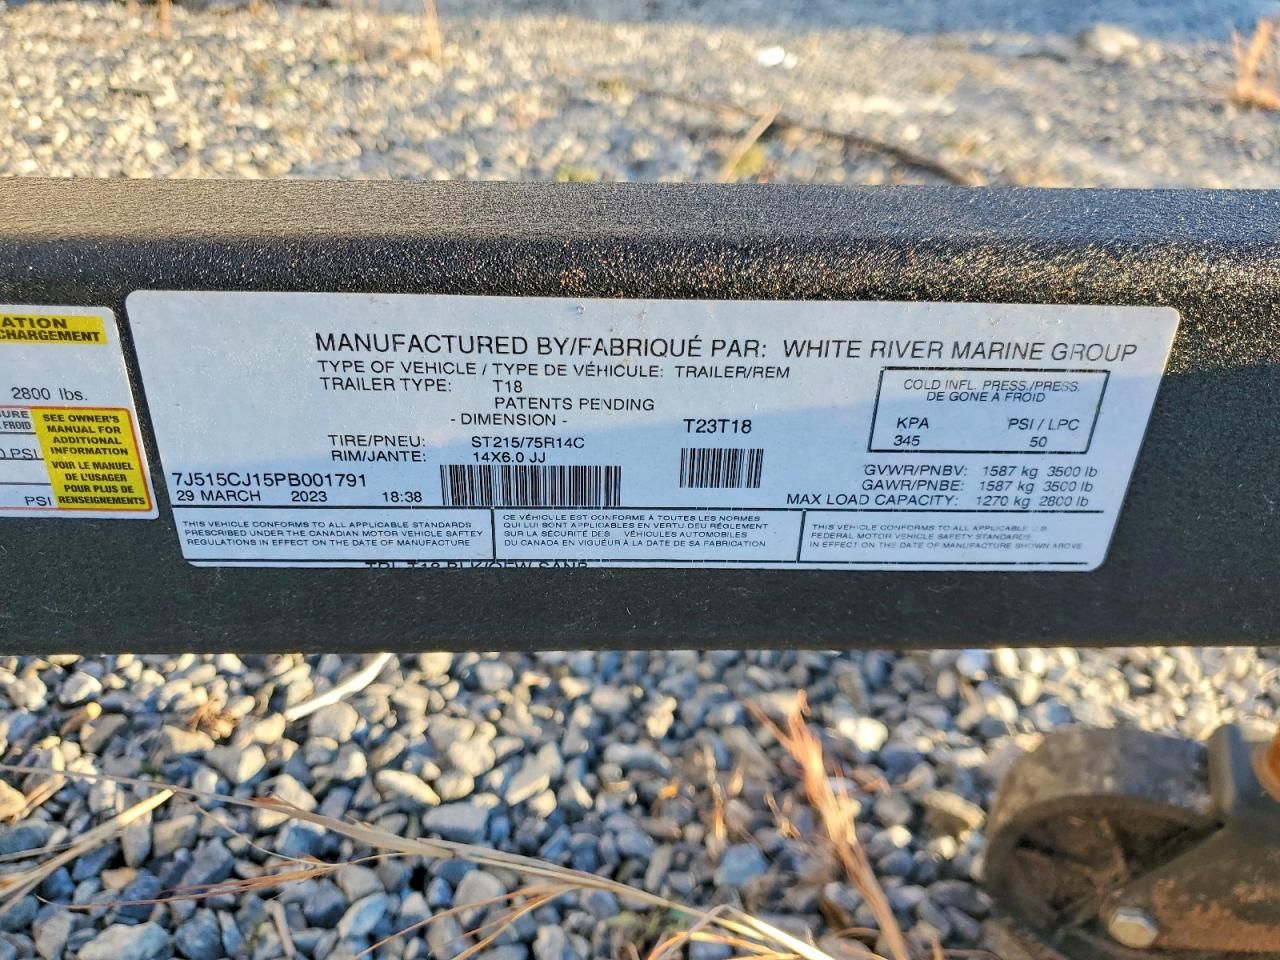 ATION
CHARGEMENT
2800 lbs.
SURE
FROID
PSI
PSI
SEE OWNER'S
MANUAL FOR
ADDITIONAL
INFORMATION
VOIR LE MANUEL
DE L'USAGER
POUR PLUS DE
RENSEIGNEMENTS
MANUFACTURED BY/FABRIQUÉ PAR: WHITE RIVER MARINE GROUP
TYPE OF VEHICLE / TYPE DE VÉHICULE: TRAILER/REM
TRAILER TYPE: T18
PATENTS PENDING
- DIMENSION -
TIRE/PNEU: ST215/75R14C
RIM/JANTE: 14X6.0 JJ
T23T18
COLD INFL. PRESS./PRESS.
DE GONE À FROID
KPA PSI / LPC
345 50
7J515CJ15PB001791
29 MARCH 2023 18:38
GVWR/PNBV: 1587 kg 3500 lb
GAWR/PNBE: 1587 kg 3500 lb
MAX LOAD CAPACITY: 1270 kg 2800 lb
THIS VEHICLE CONFORMS TO ALL APPLICABLE STANDARDS
PRESCRIBED UNDER THE CANADIAN MOTOR VEHICLE SAFTEY
REGULATIONS IN EFFECT ON THE DATE OF MANUFACTURE
CE VÉHICULE EST CONFORME À TOUTES LES NORMES
QUI LUI SONT APPLICABLES EN VERTU DEU RÉGLEMENT
SUR LA SÉCURITÉ DES VÉHICULES AUTOMOBILES
DU CANADA EN VIGUEUR À LA DATE DE SA FABRICATION
THIS VEHICLE CONFORMS TO ALL APPLICABLE U.S.
FEDERAL MOTOR VEHICLE SAFETY STANDARDS
IN EFFECT ON THE DATE OF MANUFACTURE SHOWN ABOVE